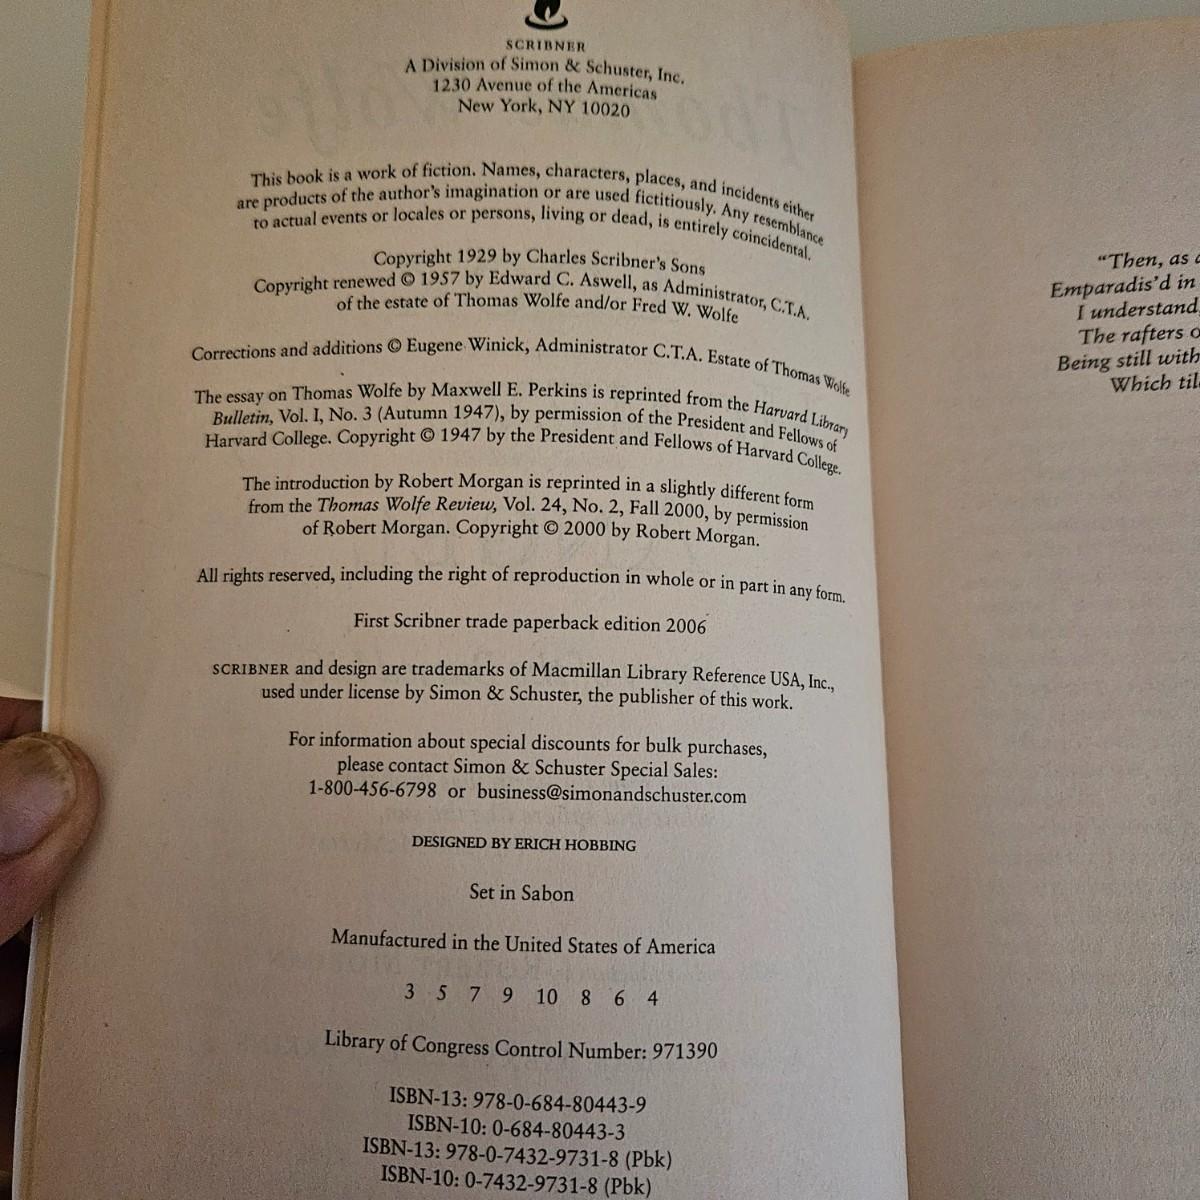 SCRIBNER
A Division of Simon & Schuster, Inc.
1230 Avenue of the Americas
New York, NY 10020
This book is a work of fiction. Names, characters, places, and incidents either
are products of the author's imagination or are used fictitiously. Any resemblance
to actual events or locales or persons, living or dead, is entirely coincidental.
Copyright 1929 by Charles Scribner's Sons
Copyright renewed © 1957 by Edward C. Aswell, as Administrator, C.T.A.
of the estate of Thomas Wolfe and/or Fred W. Wolfe
Corrections and additions © Eugene Winick, Administrator C.T.A. Estate of Thomas Wolfe
The essay on Thomas Wolfe by Maxwell E. Perkins is reprinted from the Harvard Library
Bulletin, Vol. I, No. 3 (Autumn 1947), by permission of the President and Fellows of
Harvard College. Copyright © 1947 by the President and Fellows of Harvard College.
The introduction by Robert Morgan is reprinted in a slightly different form
from the Thomas Wolfe Review, Vol. 24, No. 2, Fall 2000, by permission
of Robert Morgan. Copyright © 2000 by Robert Morgan.
All rights reserved, including the right of reproduction in whole or in part in any form.
First Scribner trade paperback edition 2006
SCRIBNER and design are trademarks of Macmillan Library Reference USA, Inc.,
used under license by Simon & Schuster, the publisher of this work.
For information about special discounts for bulk purchases,
please contact Simon & Schuster Special Sales:
1-800-456-6798 or business@simonandschuster.com
DESIGNED BY ERICH HOBBING
Set in Sabon
Manufactured in the United States of America
3 5 7 9 10 8 6 4
Library of Congress Control Number: 971390
ISBN-13: 978-0-684-80443-9
ISBN-10: 0-684-80443-3
ISBN-13: 978-0-7432-9731-8 (Pbk)
ISBN-10: 0-7432-9731-8 (Pbk)
"Then, as
Emparadis'd in
I understand,
The rafters
Being still with
Which